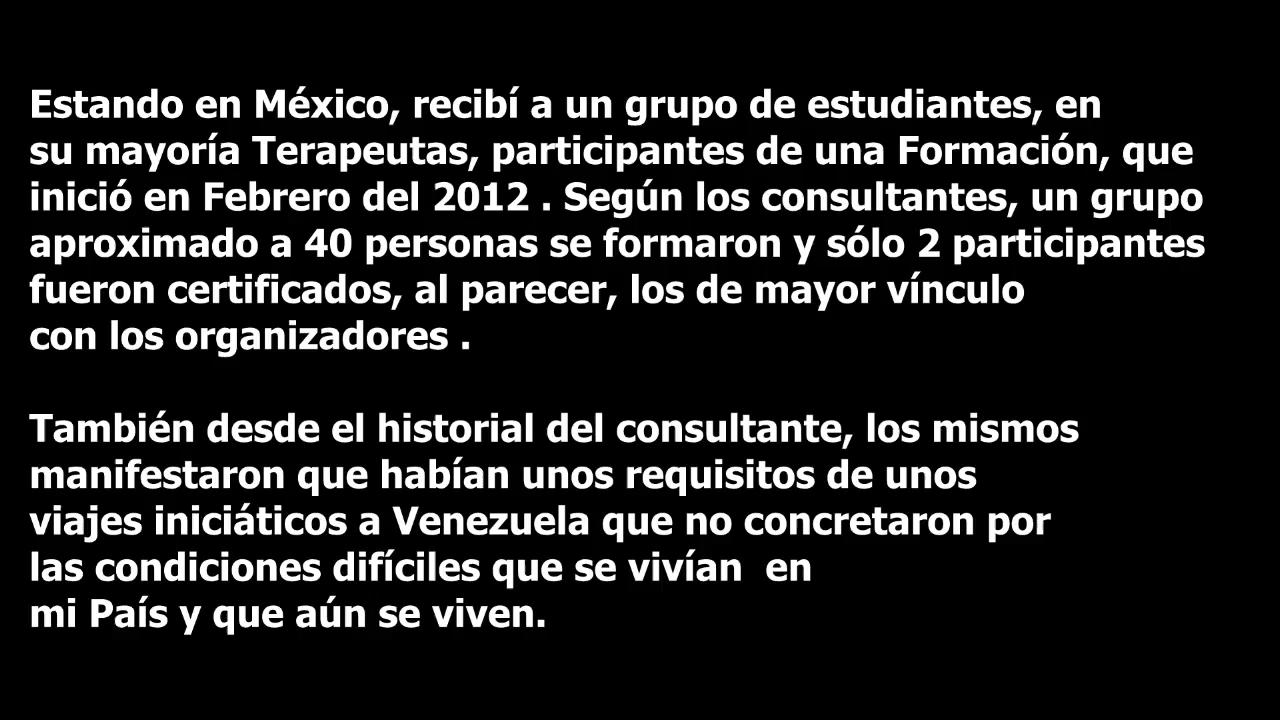 Estando en México, recibí a un grupo de estudiantes, en
su mayoría Terapeutas, participantes de una Formación, que
inició en Febrero del 2012 . Según los consultantes, un grupo
aproximado a 40 personas se formaron y sólo 2 participantes
fueron certificados, al parecer, los de mayor vínculo
con los organizadores .
También desde el historial del consultante, los mismos
manifestaron que habían unos requisitos de unos
viajes iniciáticos a Venezuela que no concretaron por
las condiciones difíciles que se vivían  en
mi País y que aún se viven.